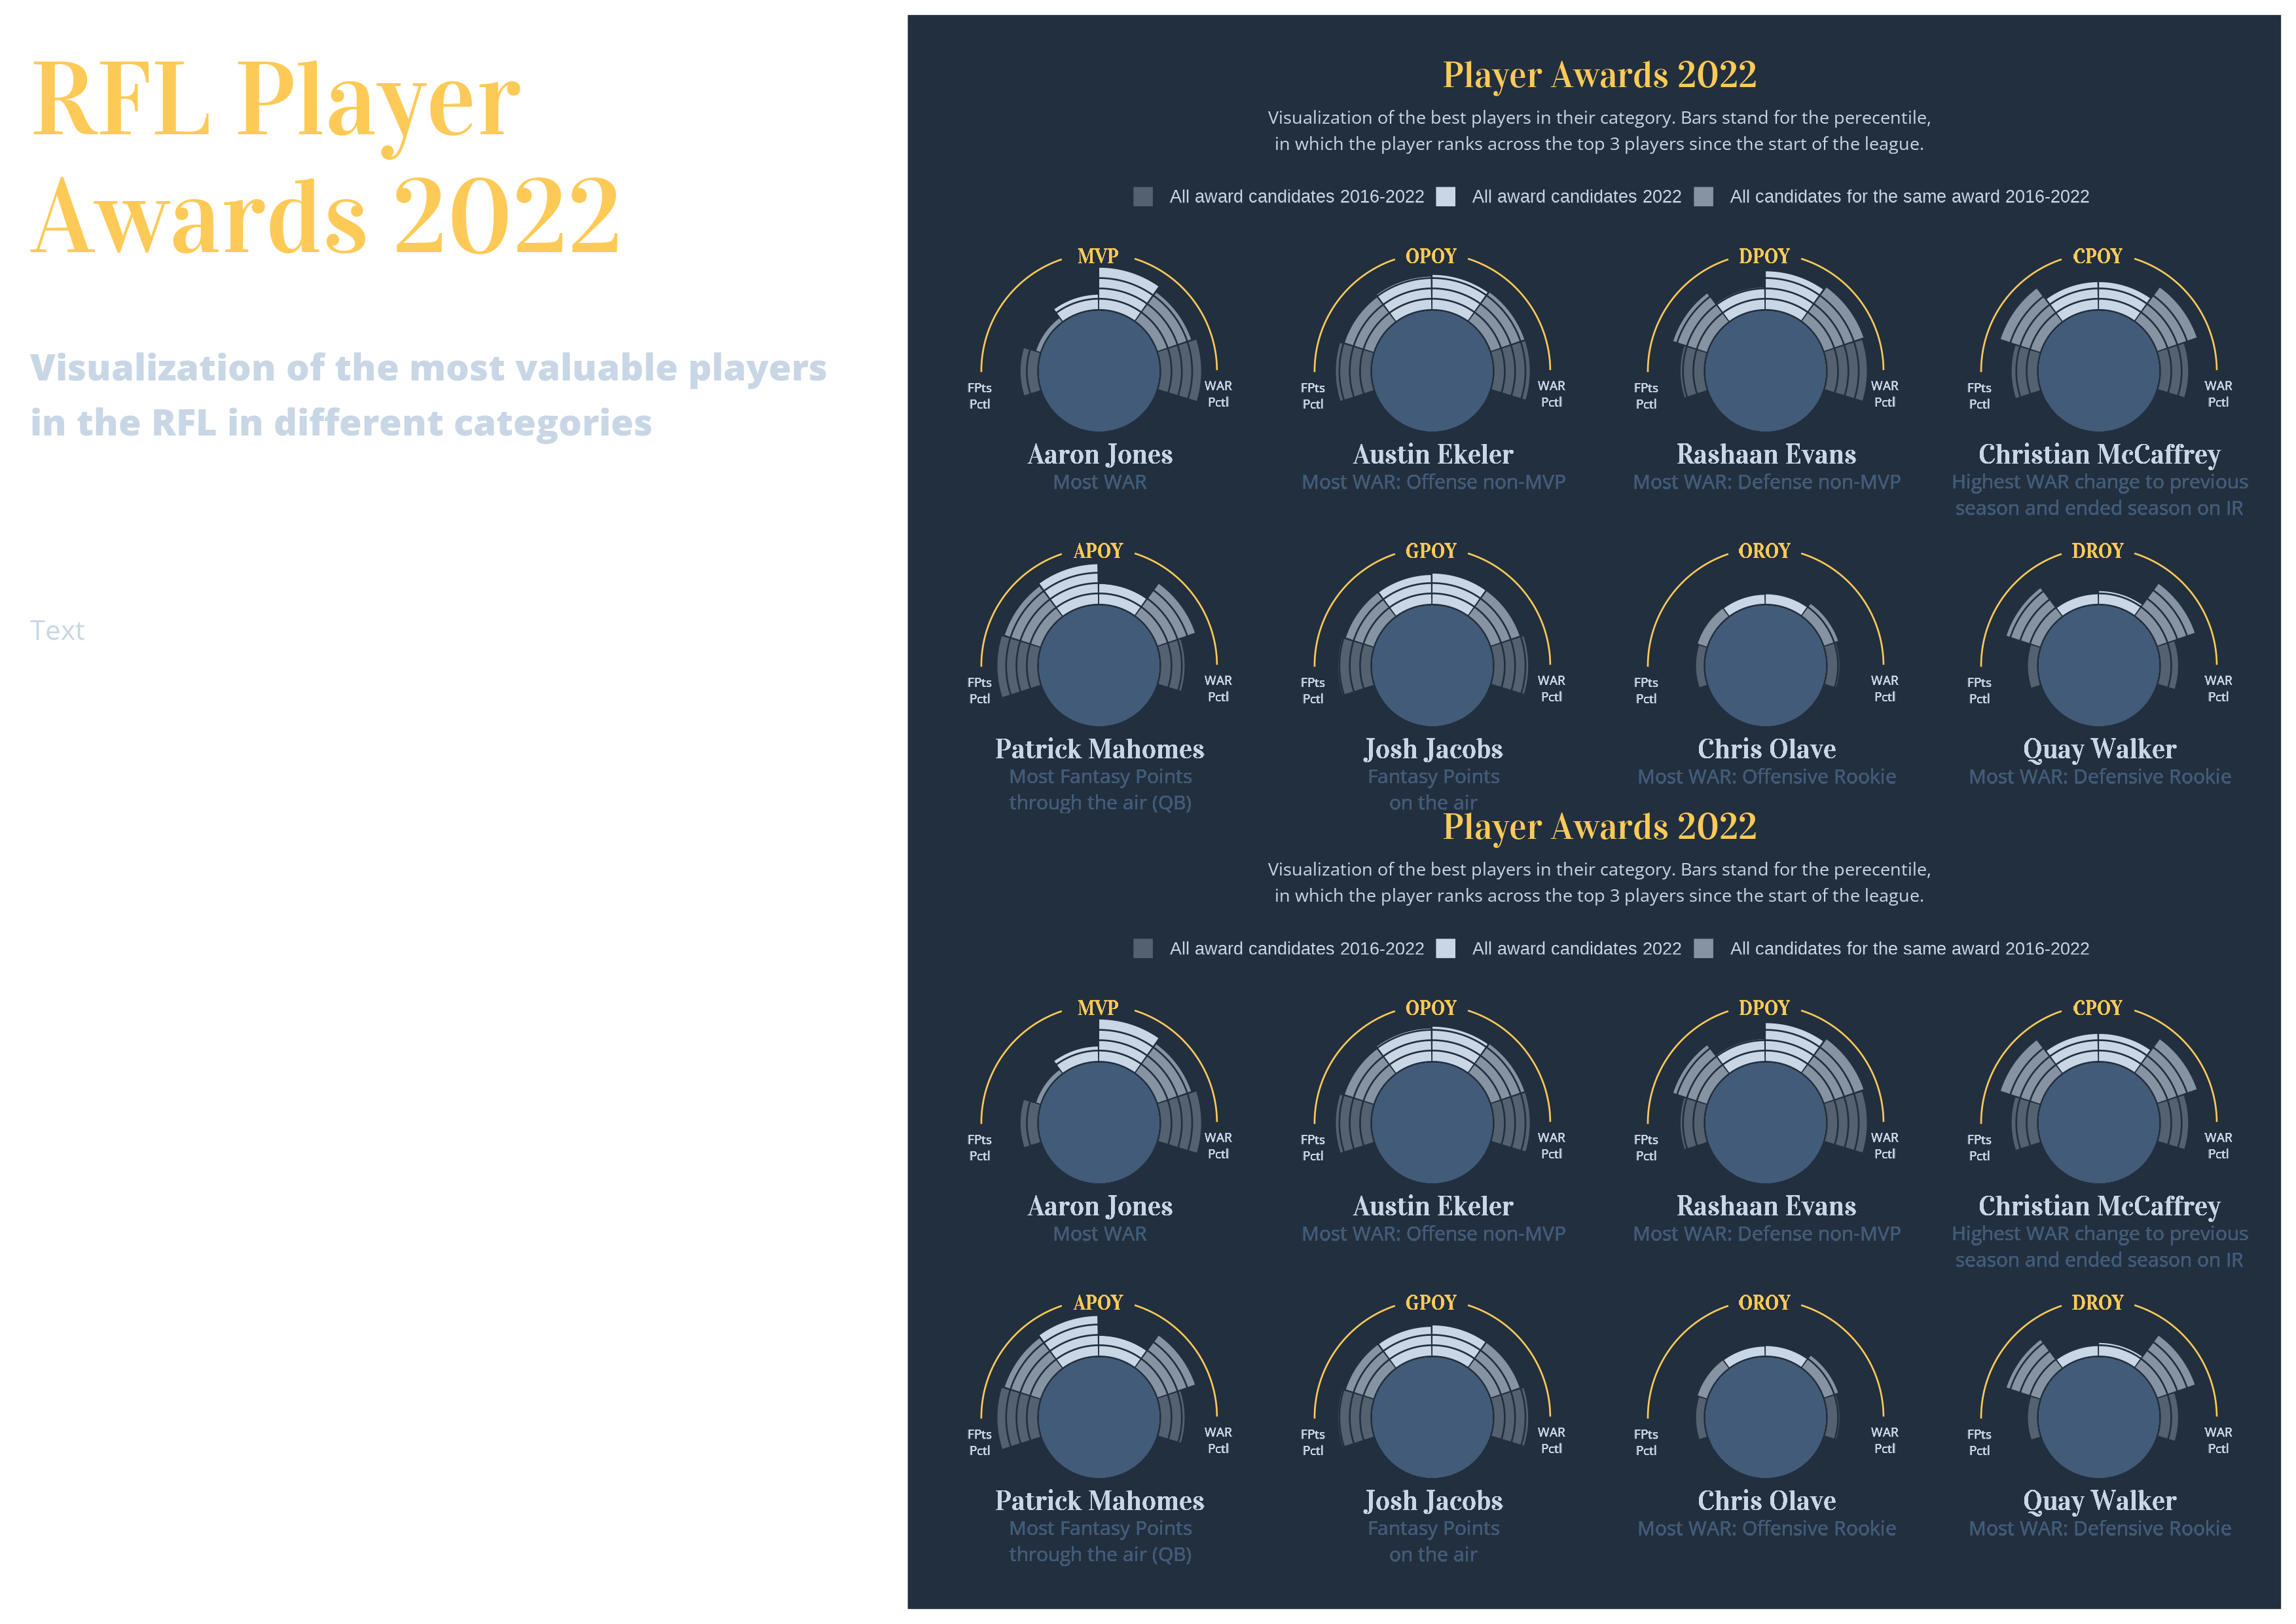 RFL Player
Awards 2022
Visualization of the most valuable players
in the RFL in different categories
Text
Player Awards 2022
Visualization of the best players in their category. Bars stand for the perecentile,
in which the player ranks across the top 3 players since the start of the league.
All award candidates 2016-2022 All award candidates 2022 All candidates for the same award 2016-2022
MVP OPOY DPOY CPOY
FPts WAR FPts WAR FPts WAR FPts WAR
Pctl Pctl Pctl Pctl Pctl Pctl Pctl Pctl
Aaron Jones Austin Ekeler Rashaan Evans Christian McCaffrey
Most WAR Most WAR: Offense non-MVP Most WAR: Defense non-MVP Highest WAR change to previous
season and ended season on IR
APOY GPOY OROY DROY
FPts WAR FPts WAR FPts WAR FPts WAR
Pctl Pctl Pctl Pctl Pctl Pctl Pctl Pctl
Patrick Mahomes Josh Jacobs Chris Olave Quay Walker
Most Fantasy Points Fantasy Points Most WAR: Offensive Rookie Most WAR: Defensive Rookie
through the air (QB) on the air
Player Awards 2022
Visualization of the best players in their category. Bars stand for the perecentile,
in which the player ranks across the top 3 players since the start of the league.
All award candidates 2016-2022 All award candidates 2022 All candidates for the same award 2016-2022
MVP OPOY DPOY CPOY
FPts WAR FPts WAR FPts WAR FPts WAR
Pctl Pctl Pctl Pctl Pctl Pctl Pctl Pctl
Aaron Jones Austin Ekeler Rashaan Evans Christian McCaffrey
Most WAR Most WAR: Offense non-MVP Most WAR: Defense non-MVP Highest WAR change to previous
season and ended season on IR
APOY GPOY OROY DROY
FPts WAR FPts WAR FPts WAR FPts WAR
Pctl Pctl Pctl Pctl Pctl Pctl Pctl Pctl
Patrick Mahomes Josh Jacobs Chris Olave Quay Walker
Most Fantasy Points Fantasy Points Most WAR: Offensive Rookie Most WAR: Defensive Rookie
through the air (QB) on the air